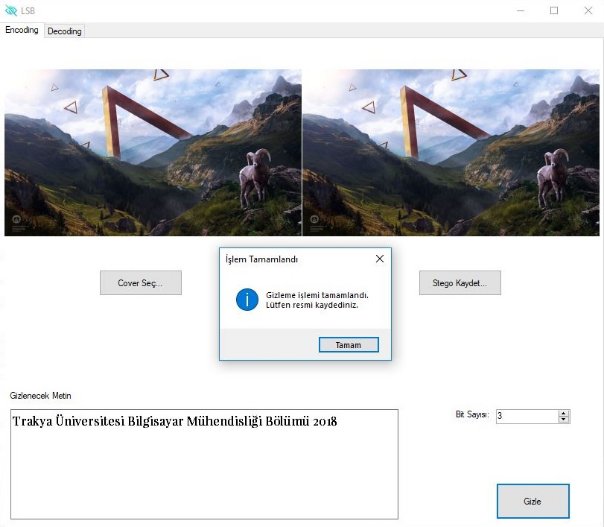 LSB
Encoding Decoding
Cover Seç...
Stego Kaydet...
İşlem Tamamlandı
Gizleme işlemi tamamlandı.
Lütfen resmi kaydediniz.
Tamam
Gizlenecek Metin
Trakya Üniversitesi Bilgisayar Mühendisliği Bölümü 2018
Bit Sayısı: 3
Gizle